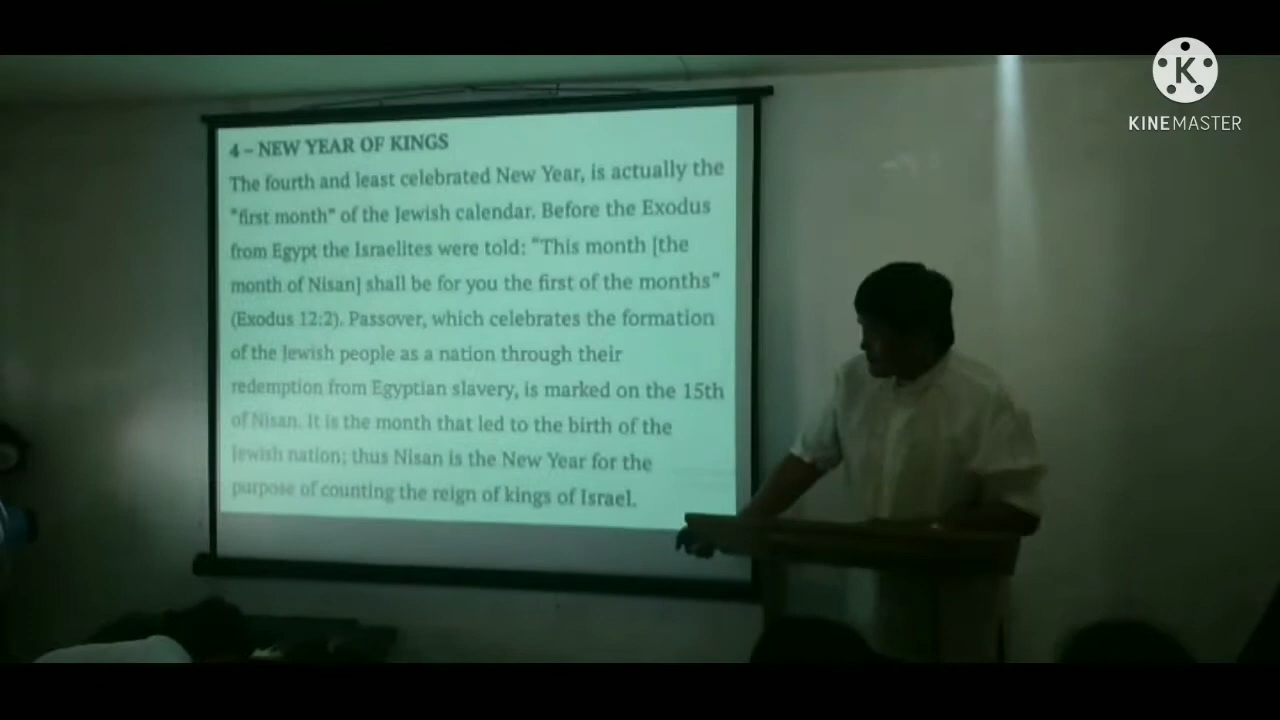 4 – NEW YEAR OF KINGS
The fourth and least celebrated New Year, is actually the
"first month" of the Jewish calendar. Before the Exodus
from Egypt the Israelites were told: "This month [the
month of Nisan] shall be for you the first of the months"
(Exodus 12:2). Passover, which celebrates the formation
of the Jewish people as a nation through their
redemption from Egyptian slavery, is marked on the 15th
of Nisan. It is the month that led to the birth of the
Jewish nation; thus Nisan is the New Year for the
purpose of counting the reign of kings of Israel.
K
KINEMASTER